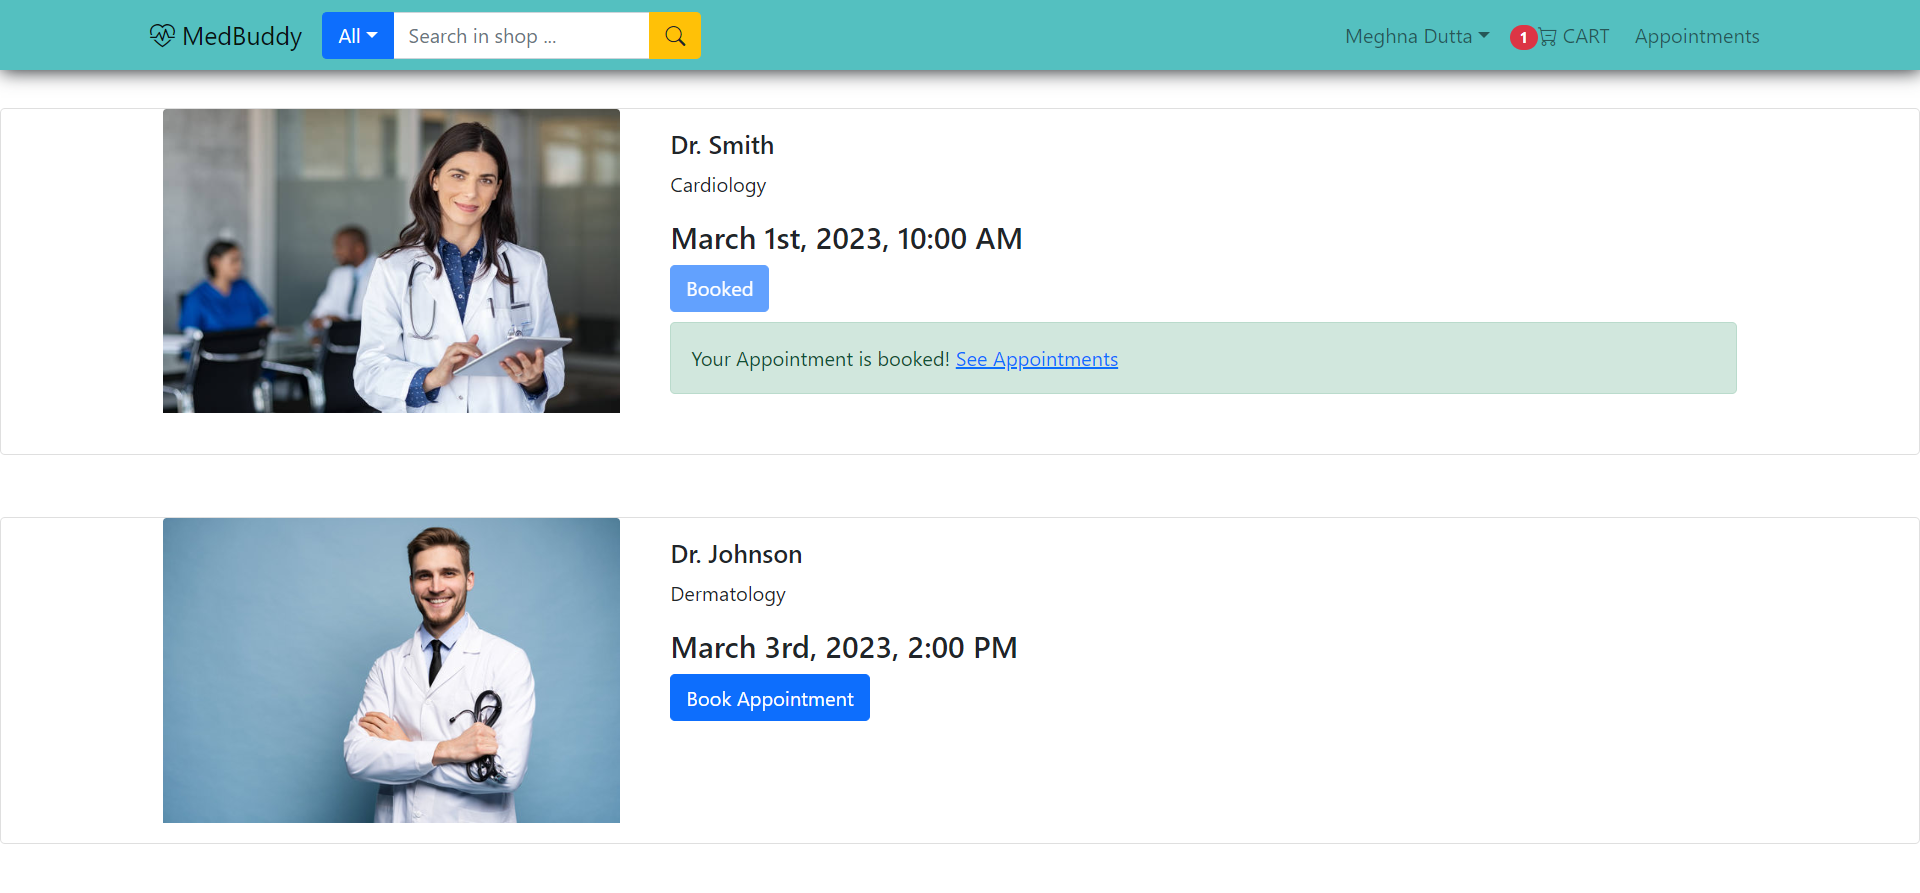 MedBuddy All Search in shop ... Meghna Dutta 1 CART Appointments
Dr. Smith
Cardiology
March 1st, 2023, 10:00 AM
Booked
Your Appointment is booked! See Appointments
Dr. Johnson
Dermatology
March 3rd, 2023, 2:00 PM
Book Appointment